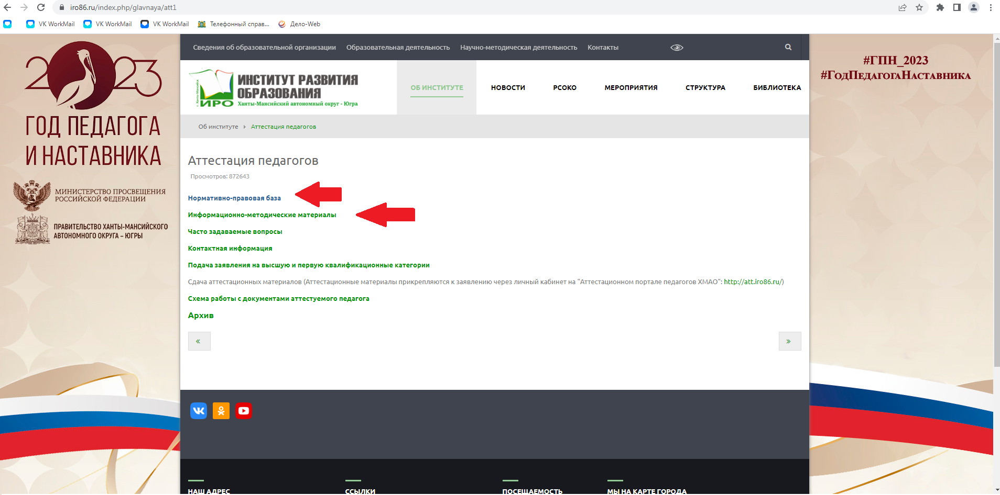 iro86.ru/index.php/glavnaya/att1
VK WorkMail
VK WorkMail
VK WorkMail
Телефонный справ...
Дело-Web
2023
ГОД ПЕДАГОГА
И НАСТАВНИКА
МИНИСТЕРСТВО ПРОСВЕЩЕНИЯ
РОССИЙСКОЙ ФЕДЕРАЦИИ
ПРАВИТЕЛЬСТВО ХАНТЫ-МАНСИЙСКОГО
АВТОНОМНОГО ОКРУГА – ЮГРЫ
Сведения об образовательной организации
Образовательная деятельность
Научно-методическая деятельность
Контакты
г. Ханты-Мансийск
ИРО
ИНСТИТУТ РАЗВИТИЯ
ОБРАЗОВАНИЯ
Ханты-Мансийский автономный округ - Югра
ОБ ИНСТИТУТЕ
НОВОСТИ
РСОКО
МЕРОПРИЯТИЯ
СТРУКТУРА
БИБЛИОТЕКА
Об институте
Аттестация педагогов
Аттестация педагогов
Просмотров: 872643
Нормативно-правовая база
Информационно-методические материалы
Часто задаваемые вопросы
Контактная информация
Подача заявления на высшую и первую квалификационные категории
Сдача аттестационных материалов (Аттестационные материалы прикрепляются к заявлению через личный кабинет на "Аттестационном портале педагогов ХМАО": http://att.iro86.ru/)
Схема работы с документами аттестуемого педагога
Архив
«
»
НАШ АДРЕС
ССЫЛКИ
ПОСЕЩАЕМОСТЬ
МЫ НА КАРТЕ ГОРОДА
#ГПН_2023
#ГодПедагогаНаставника